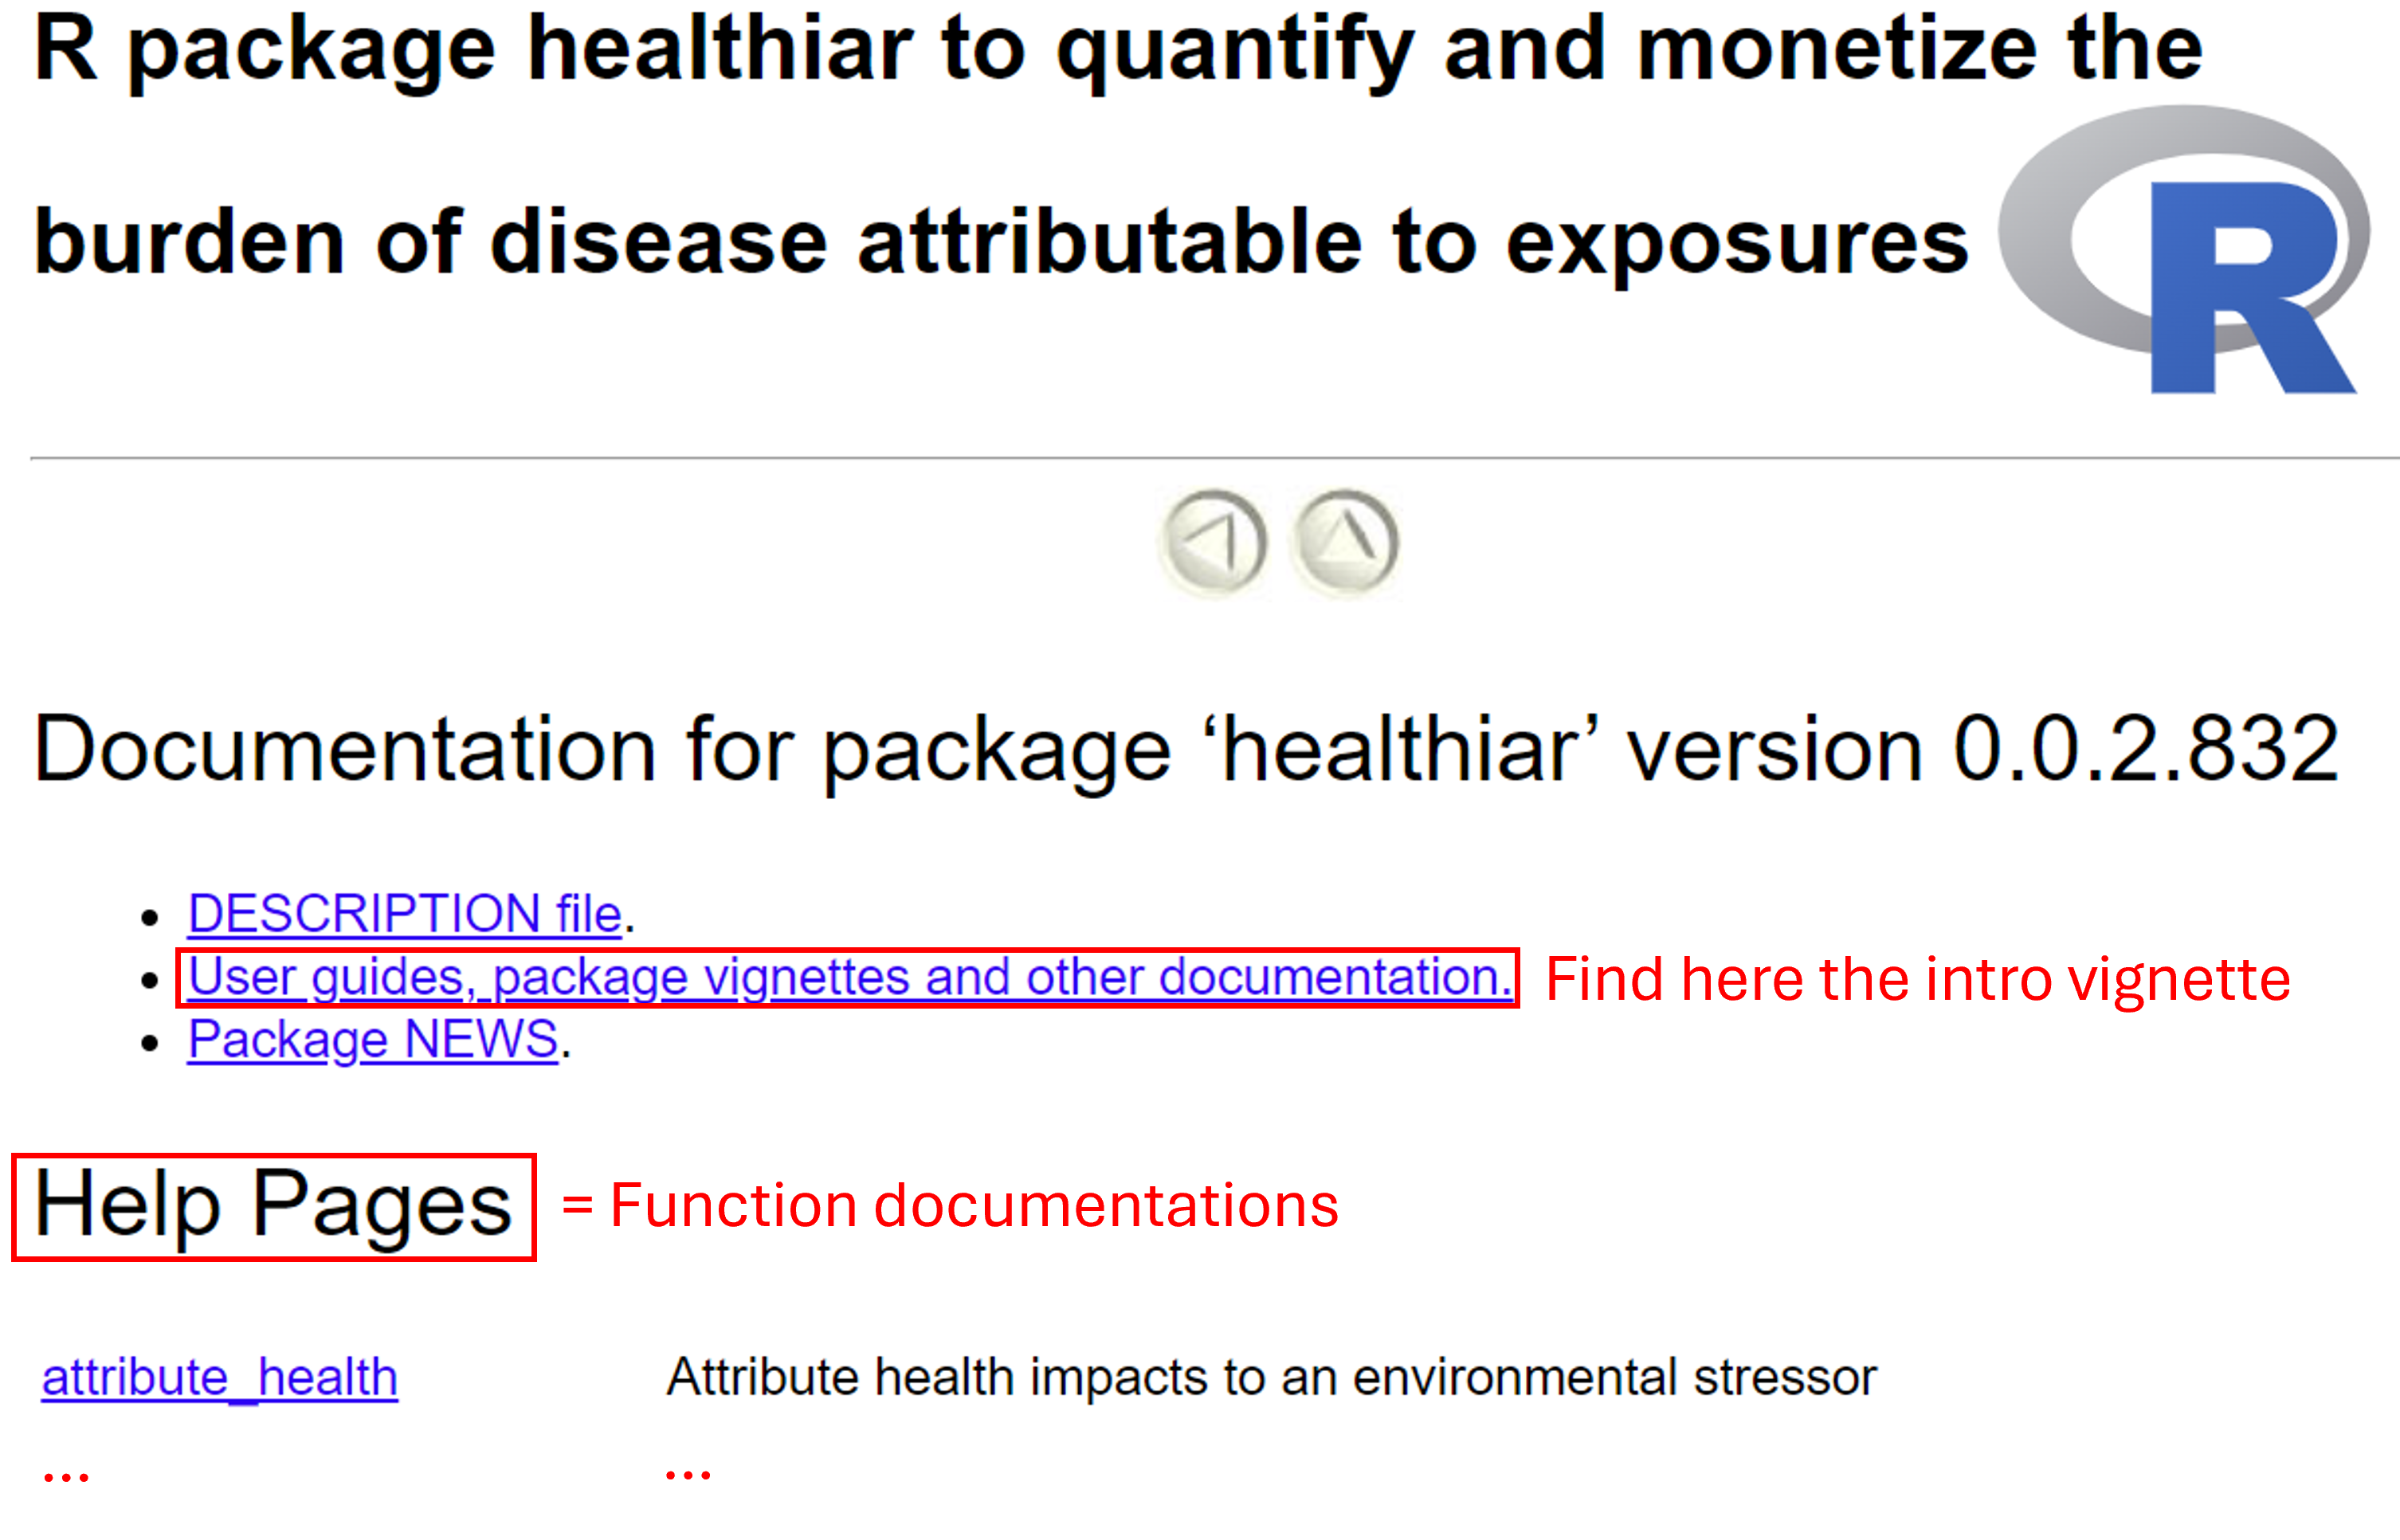 R package healthiar to quantify and monetize the
burden of disease attributable to exposures
R
Documentation for package ‘healthiar’ version 0.0.2.832
• DESCRIPTION file.
• User guides, package vignettes and other documentation. Find here the intro vignette
• Package NEWS.
Help Pages = Function documentations
attribute_health Attribute health impacts to an environmental stressor
... ...